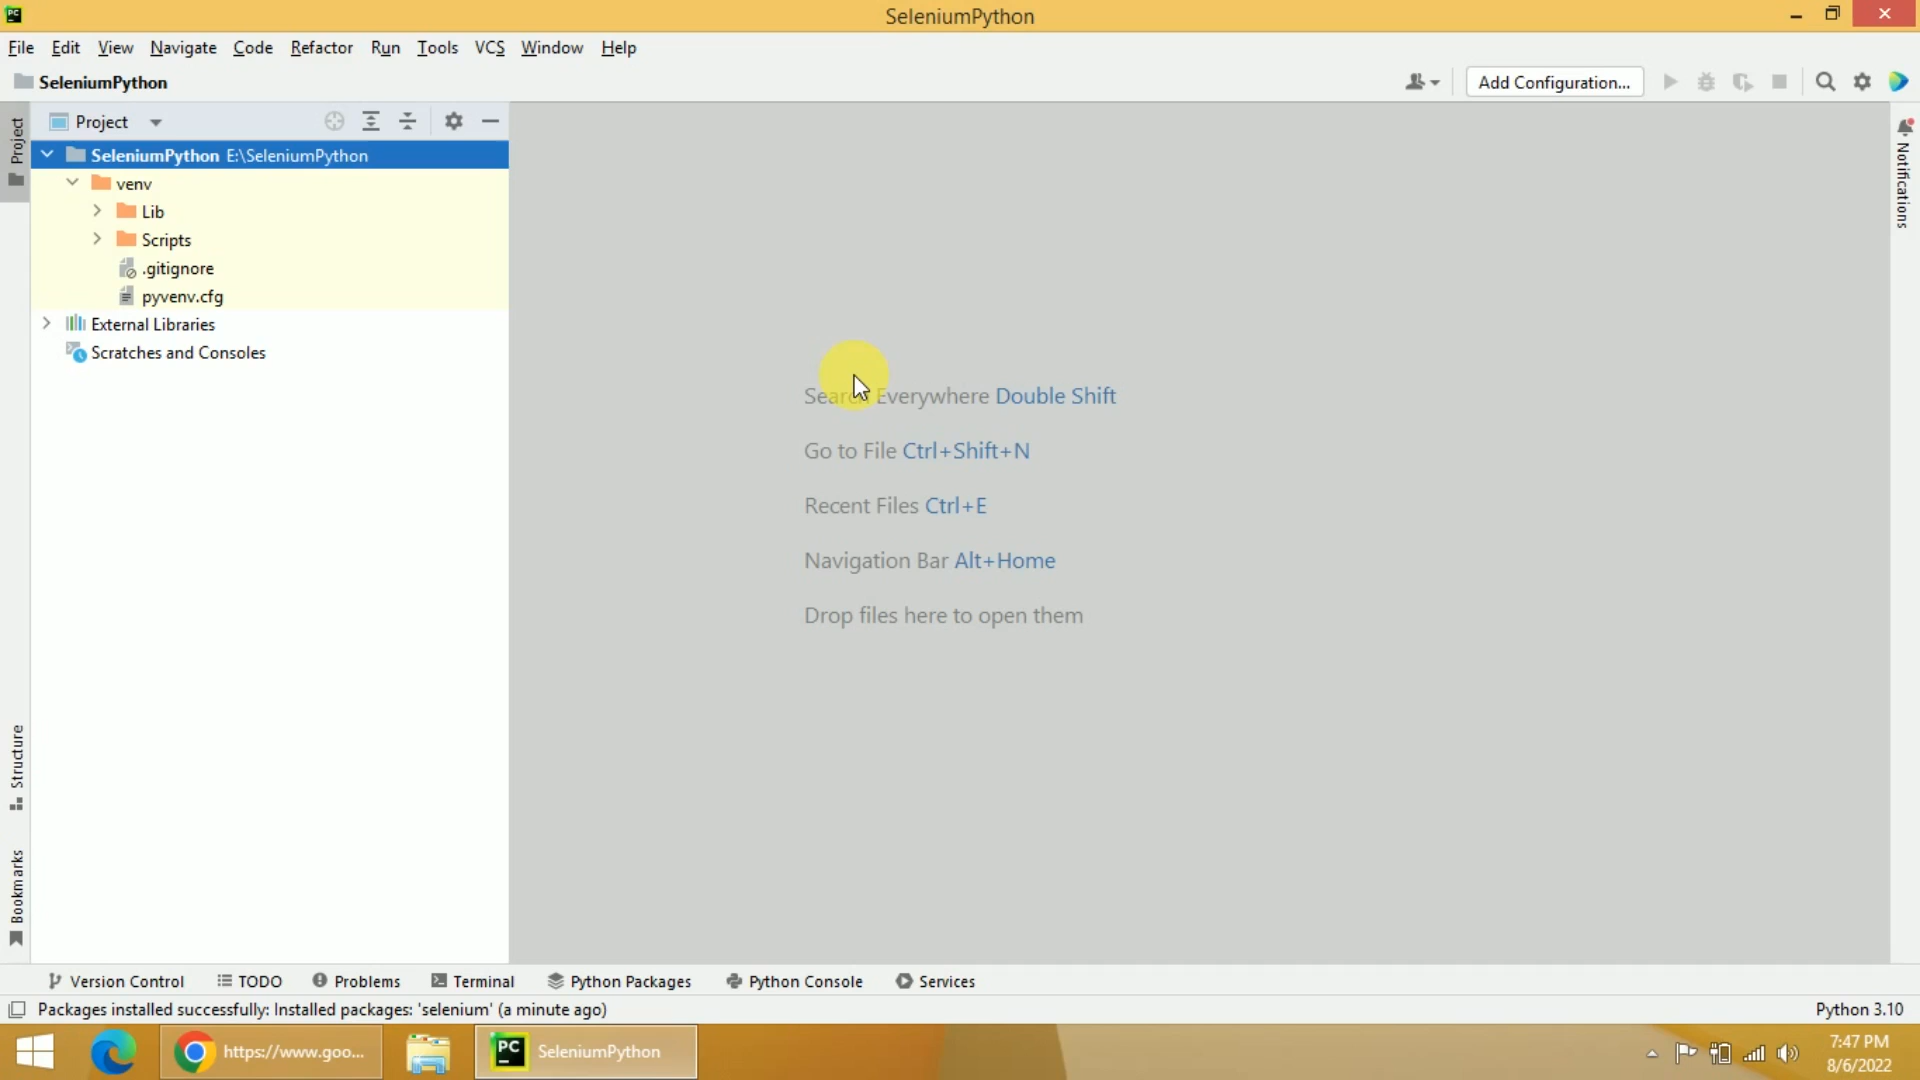 SeleniumPython
File Edit View Navigate Code Refactor Run Tools VCS Window Help
SeleniumPython
Add Configuration...
Project
SeleniumPython E:\SeleniumPython
venv
Lib
Scripts
.gitignore
pyvenv.cfg
External Libraries
Scratches and Consoles
Project
Structure
Bookmarks
Notifications
Search Everywhere Double Shift
Go to File Ctrl+Shift+N
Recent Files Ctrl+E
Navigation Bar Alt+Home
Drop files here to open them
Version Control TODO Problems Terminal Python Packages Python Console Services
Packages installed successfully: Installed packages: 'selenium' (a minute ago)
Python 3.10
https://www.goo...
PC
SeleniumPython
7:47 PM
8/6/2022